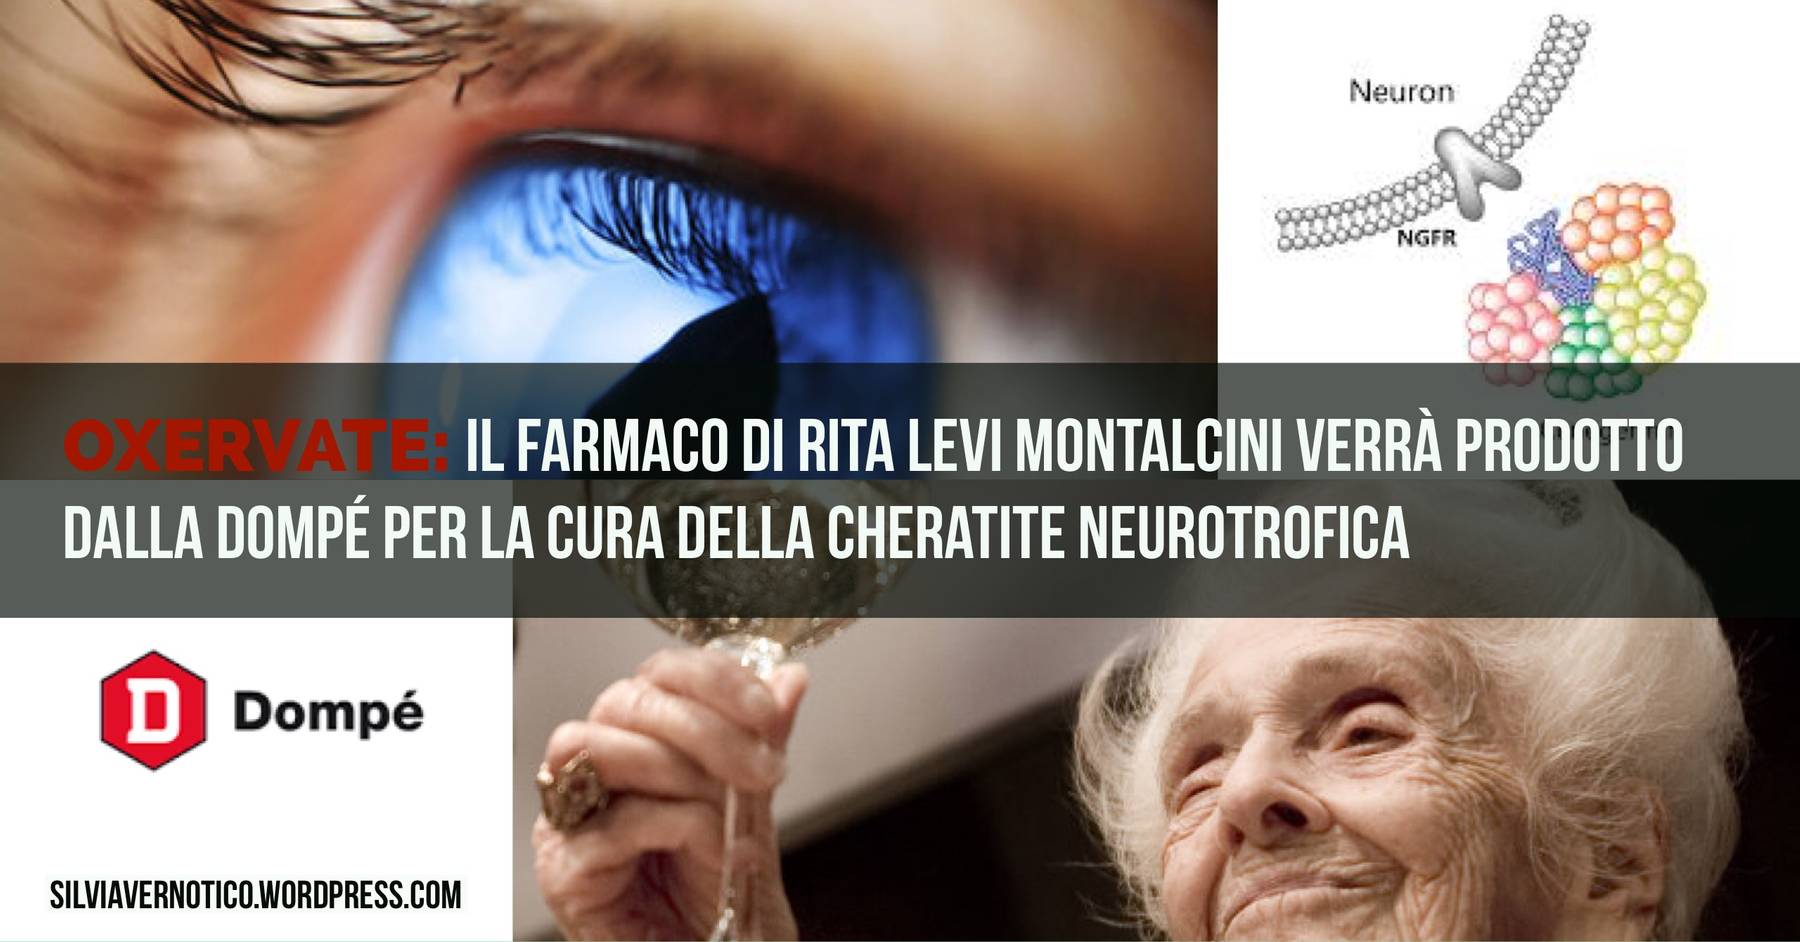 Neuron
NGFR
OXERVATE: IL FARMACO DI RITA LEVI MONTALCINI VERRÀ PRODOTTO
DALLA DOMPÉ PER LA CURA DELLA CHERATITE NEUROTROFICA
D Dompé
SILVIAVERNOTICO.WORDPRESS.COM